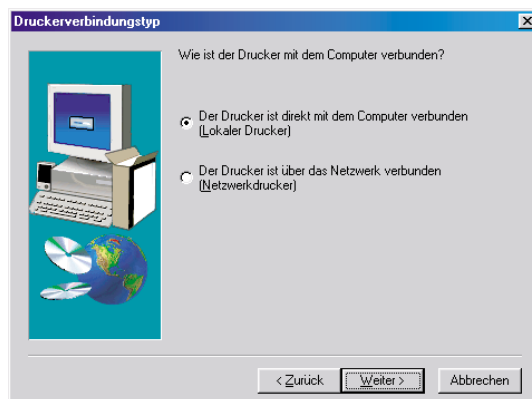 Druckerverbindungstyp
Wie ist der Drucker mit dem Computer verbunden?
Der Drucker ist direkt mit dem Computer verbunden
(Lokaler Drucker)
Der Drucker ist über das Netzwerk verbunden
(Netzwerkdrucker)
< Zurück Weiter > Abbrechen